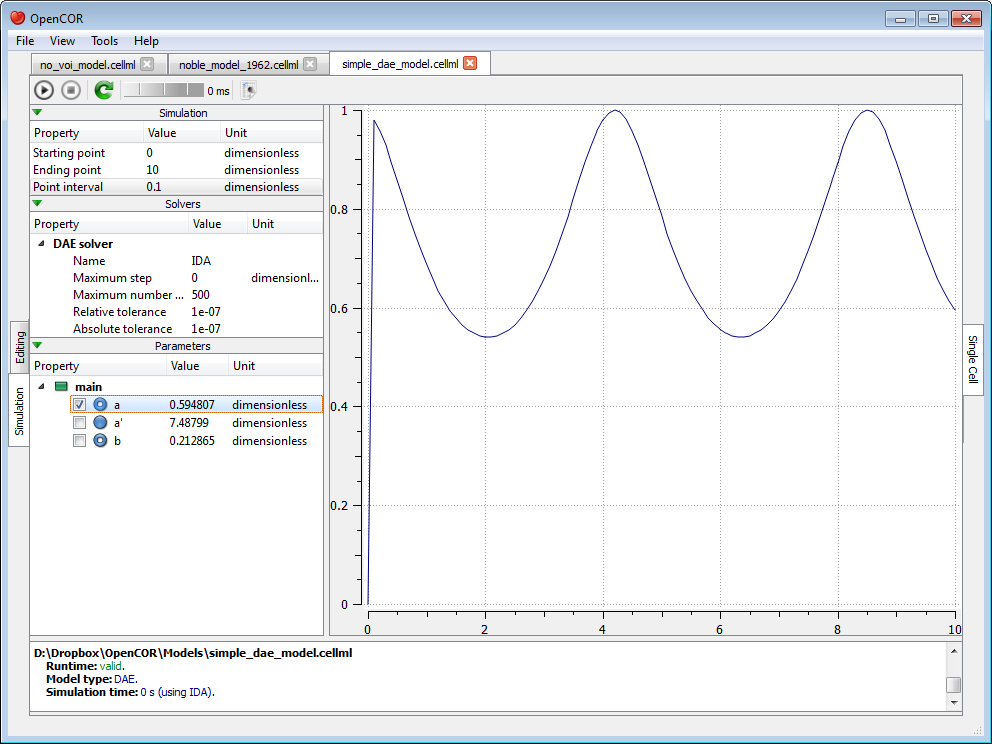 OpenCOR
File View Tools Help
no_voi_model.cellml noble_model_1962.cellml simple_dae_model.cellml
0 ms
Simulation
Property Value Unit
Starting point 0 dimensionless
Ending point 10 dimensionless
Point interval 0.1 dimensionless
Solvers
Property Value Unit
DAE solver
Name IDA
Maximum step 0 dimensionl...
Maximum number ... 500
Relative tolerance 1e-07
Absolute tolerance 1e-07
Parameters
Property Value Unit
main
a 0.594807 dimensionless
a' 7.48799 dimensionless
b 0.212865 dimensionless
Editing
Simulation
1
0.8
0.6
0.4
0.2
0
0 2 4 6 8 10
Single Cell
D:\Dropbox\OpenCOR\Models\simple_dae_model.cellml
Runtime: valid.
Model type: DAE.
Simulation time: 0 s (using IDA).